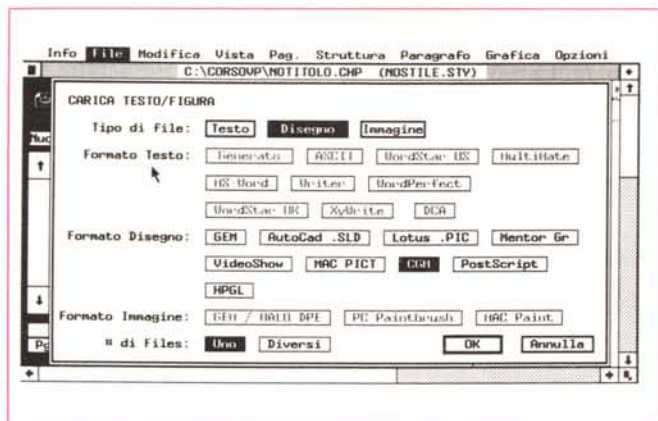 Info File Modifica Vista Pag. Struttura Paragrafo Grafica Opzioni
C:\CORSOVP\NOTITOLO.CHP (NOSTILE.STY)
CARICA TESTO/FIGURA
Tipo di file: Testo Disegno Immagine
Formato Testo: Generato ASCII WordStar US MultiMate
MS-Word Writer WordPerfect
WordStar UK XyWrite DCA
Formato Disegno: GEM AutoCad .SLD Lotus .PIC Mentor Gr
VideoShow MAC PICT CGM PostScript
HPGL
Formato Immagine: GEM / HALO DPE PC Paintbrush MAC Paint
# di Files: Uno Diversi OK Annulla